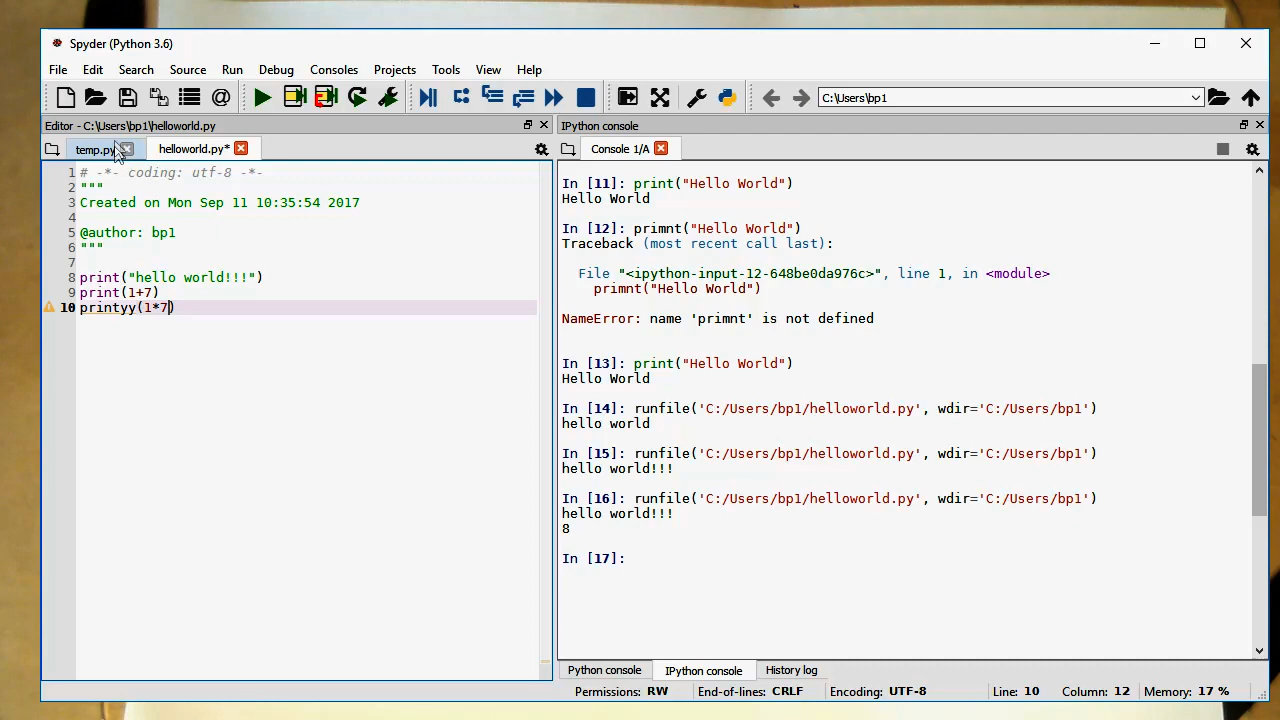 Spyder (Python 3.6)
File Edit Search Source Run Debug Consoles Projects Tools View Help
C:\Users\bp1
Editor - C:\Users\bp1\helloworld.py
temp.py helloworld.py*
1 # -*- coding: utf-8 -*-
2 """
3 Created on Mon Sep 11 10:35:54 2017
4
5 @author: bp1
6 """
7
8 print("hello world!!!")
9 print(1+7)
10 printyy(1*7)
IPython console
Console 1/A
In [11]: print("Hello World")
Hello World
In [12]: primnt("Hello World")
Traceback (most recent call last):
File "<ipython-input-12-648be0da976c>", line 1, in <module>
primnt("Hello World")
NameError: name 'primnt' is not defined
In [13]: print("Hello World")
Hello World
In [14]: runfile('C:/Users/bp1/helloworld.py', wdir='C:/Users/bp1')
hello world
In [15]: runfile('C:/Users/bp1/helloworld.py', wdir='C:/Users/bp1')
hello world!!!
In [16]: runfile('C:/Users/bp1/helloworld.py', wdir='C:/Users/bp1')
hello world!!!
8
In [17]:
Python console IPython console History log
Permissions: RW End-of-lines: CRLF Encoding: UTF-8 Line: 10 Column: 12 Memory: 17 %